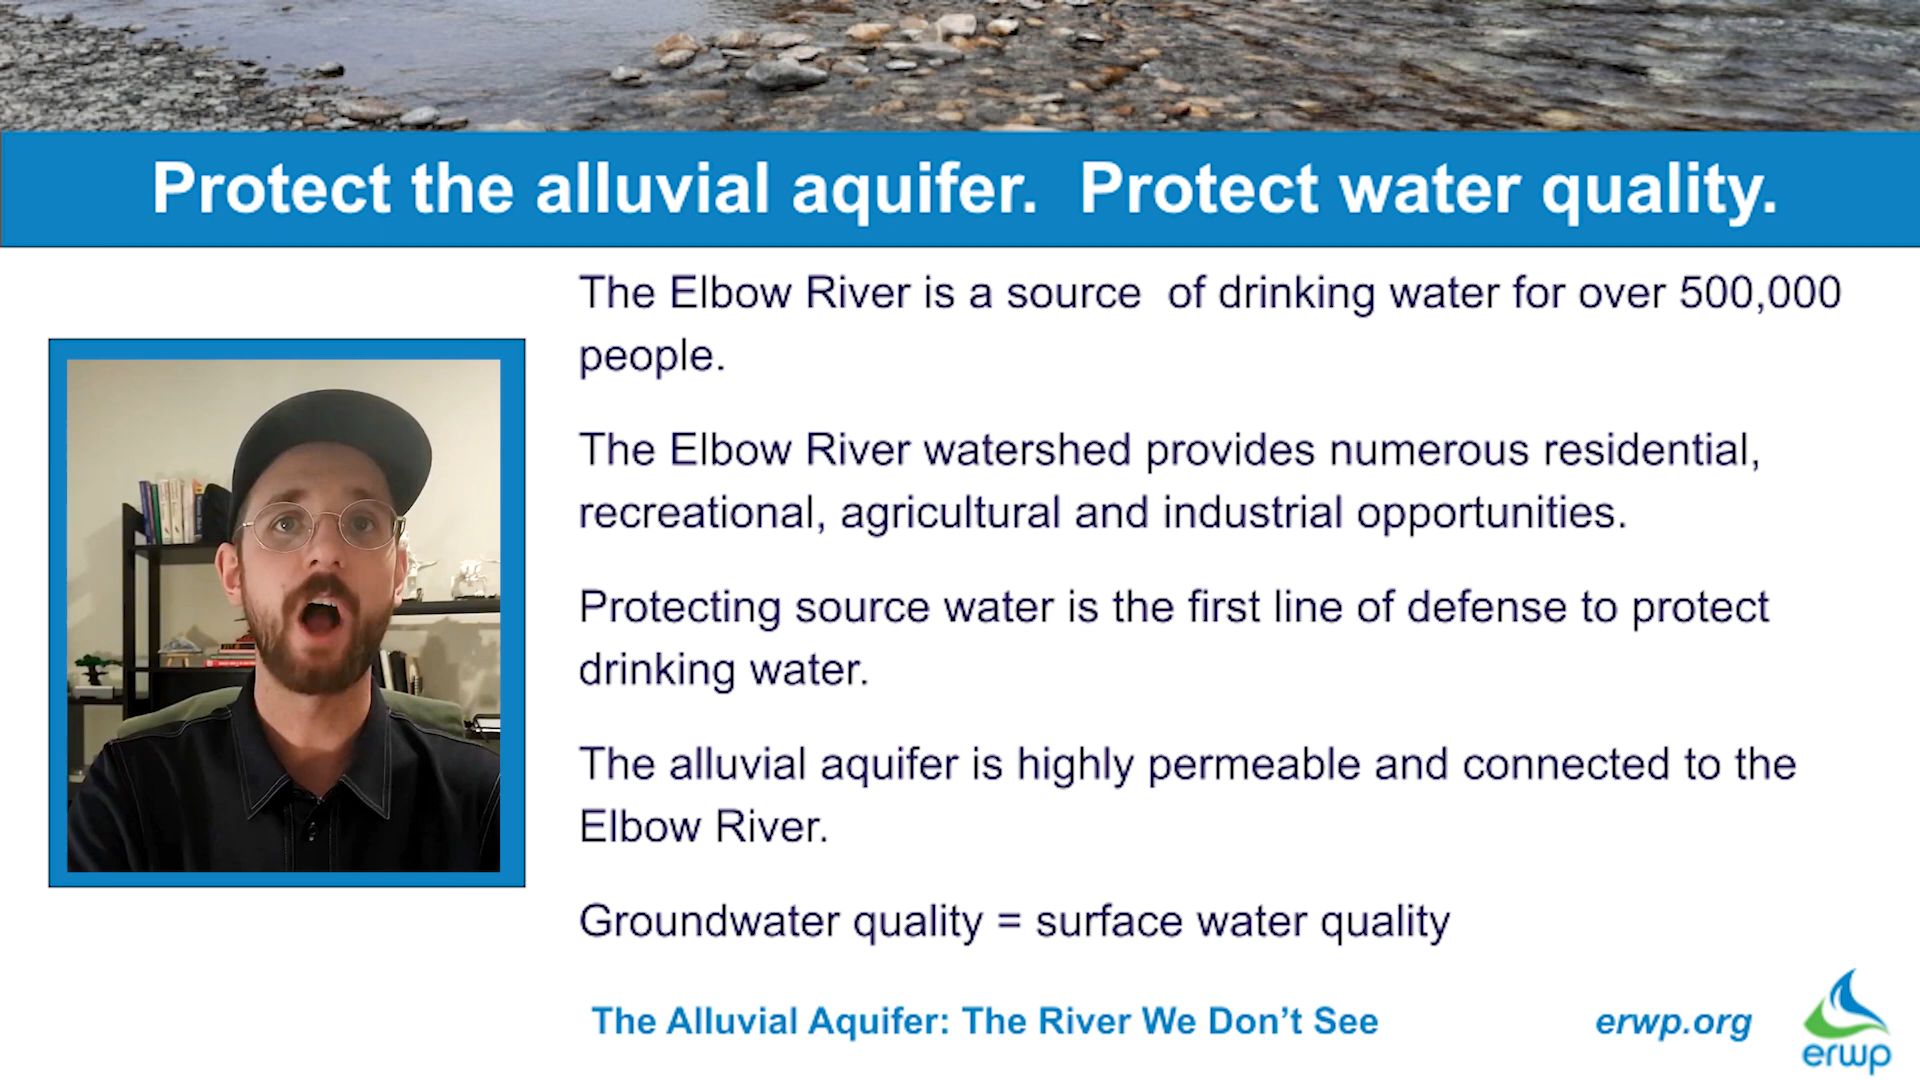 Protect the alluvial aquifer. Protect water quality.
The Elbow River is a source of drinking water for over 500,000
people.
The Elbow River watershed provides numerous residential,
recreational, agricultural and industrial opportunities.
Protecting source water is the first line of defense to protect
drinking water.
The alluvial aquifer is highly permeable and connected to the
Elbow River.
Groundwater quality = surface water quality
The Alluvial Aquifer: The River We Don’t See
erwp.org
erwp